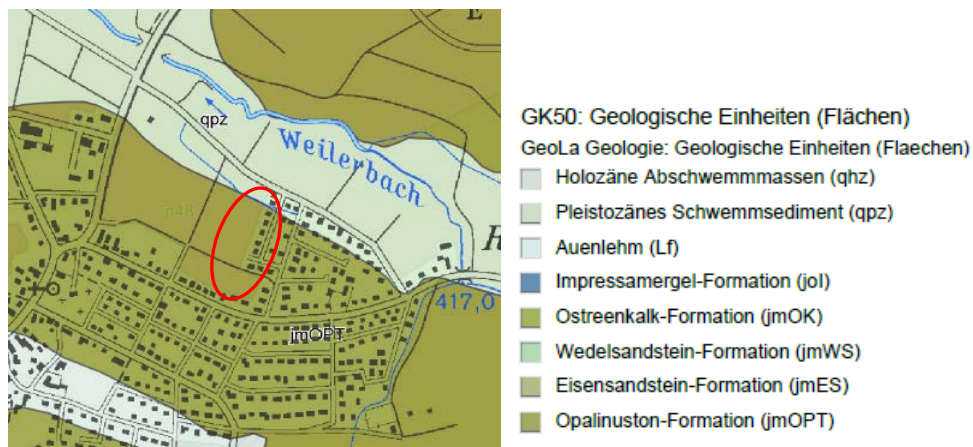 E
qpz
Weilerbach
R
417,0
jmOPT
GK50: Geologische Einheiten (Flächen)
GeoLa Geologie: Geologische Einheiten (Flaechen)
Holozäne Abschwemmmassen (qhz)
Pleistozänes Schwemmsediment (qpz)
Auenlehm (Lf)
Impressamergel-Formation (joI)
Ostreenkalk-Formation (jmOK)
Wedelsandstein-Formation (jmWS)
Eisensandstein-Formation (jmES)
Opalinuston-Formation (jmOPT)